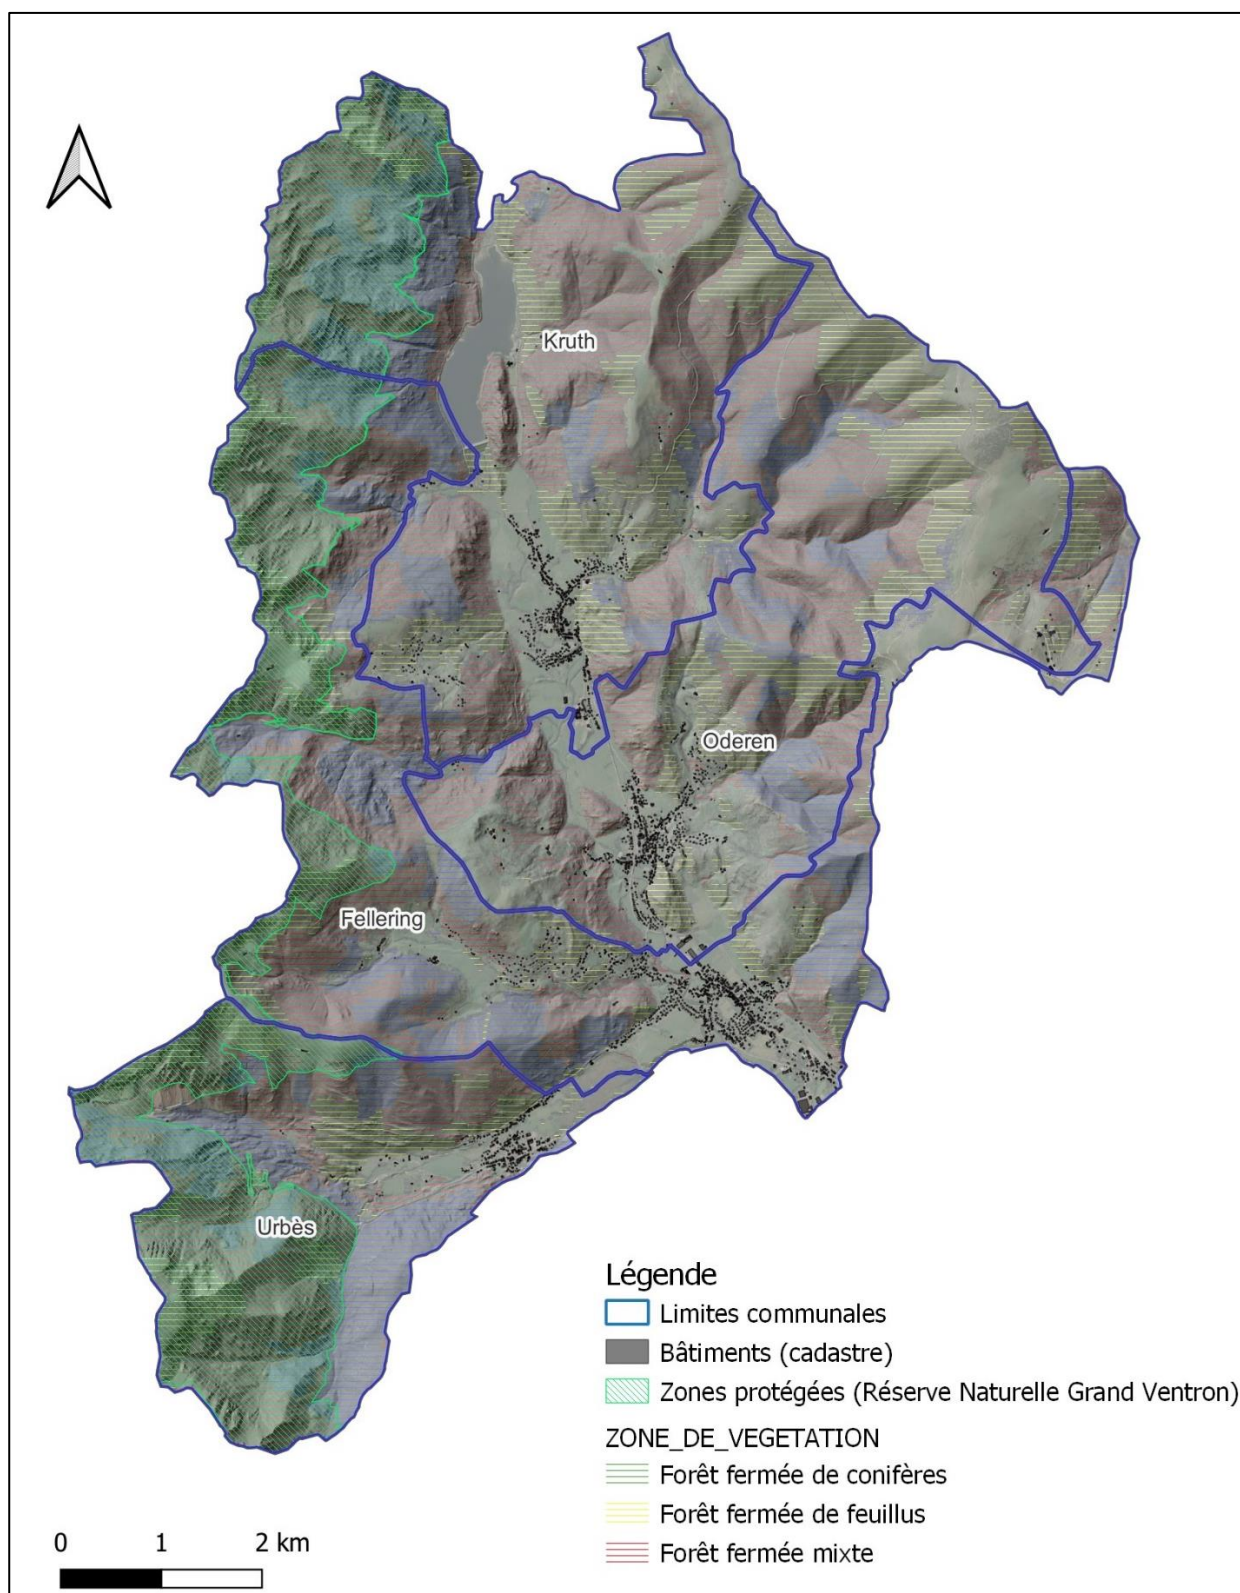 Kruth
Oderen
Fellering
Urbès
Légende
Limites communales
Bâtiments (cadastre)
Zones protégées (Réserve Naturelle Grand Ventron)
ZONE_DE_VEGETATION
Forêt fermée de conifères
Forêt fermée de feuillus
Forêt fermée mixte
0 1 2 km